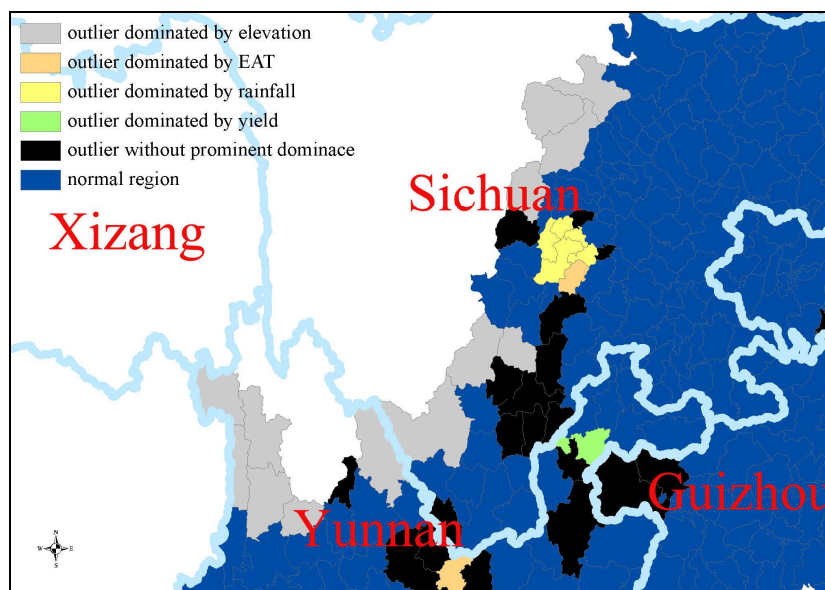 outlier dominated by elevation
outlier dominated by EAT
outlier dominated by rainfall
outlier dominated by yield
outlier without prominent dominace
normal region
Sichuan
Xizang
Guizhou
Yunnan
N
W E
S